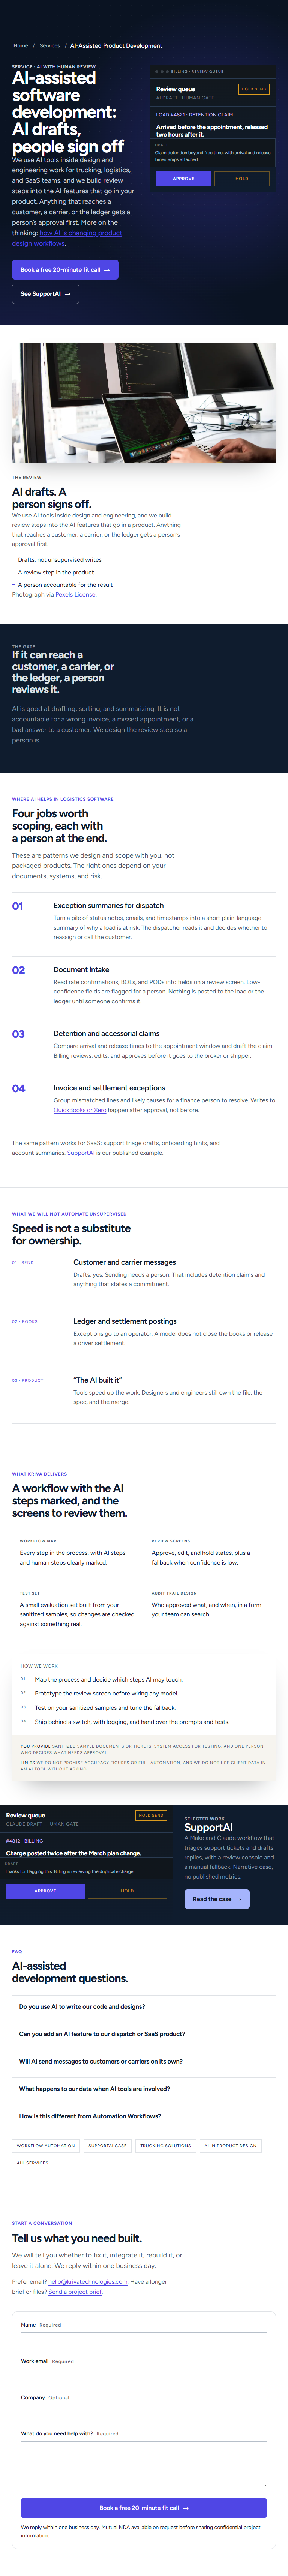 Home / Services / AI-Assisted Product Development
SERVICE · AI WITH HUMAN REVIEW
AI-assisted
software
development:
AI drafts,
people sign off
We use AI tools inside design and
engineering work for trucking, logistics,
and SaaS teams, and we build review
steps into the AI features that go in your
product. Anything that reaches a
customer, a carrier, or the ledger gets a
person's approval first. More on the
thinking: how AI is changing product
design workflows.
Book a free 20-minute fit call →
See SupportAI →
BILLING · REVIEW QUEUE
Review queue
AI DRAFT · HUMAN GATE
HOLD SEND
LOAD #4821 · DETENTION CLAIM
Arrived before the appointment, released
two hours after it.
DRAFT
Claim detention beyond free time, with arrival and release
timestamps attached.
APPROVE
HOLD
THE REVIEW
AI drafts. A
person signs off.
We use AI tools inside design and engineering, and we build
review steps into the AI features that go in a product. Anything
that reaches a customer, a carrier, or the ledger gets a person's
approval first.
– Drafts, not unsupervised writes
– A review step in the product
– A person accountable for the result
Photograph via Pexels License.
THE GATE
If it can reach a
customer, a carrier, or
the ledger, a person
reviews it.
AI is good at drafting, sorting, and summarizing. It is not
accountable for a wrong invoice, a missed appointment, or a
bad answer to a customer. We design the review step so a
person is.
WHERE AI HELPS IN LOGISTICS SOFTWARE
Four jobs worth
scoping, each with
a person at the end.
These are patterns we design and scope with you, not
packaged products. The right ones depend on your
documents, systems, and risk.
01
Exception summaries for dispatch
Turn a pile of status notes, emails, and timestamps into a short plain-language
summary of why a load is at risk. The dispatcher reads it and decides whether to
reassign or call the customer.
02
Document intake
Read rate confirmations, BOLs, and PODs into fields on a review screen. Low-
confidence fields are flagged for a person. Nothing is posted to the load or the
ledger until someone confirms it.
03
Detention and accessorial claims
Compare arrival and release times to the appointment window and draft the claim.
Billing reviews, edits, and approves before it goes to the broker or shipper.
04
Invoice and settlement exceptions
Group mismatched lines and likely causes for a finance person to resolve. Writes to
QuickBooks or Xero happen after approval, not before.
The same pattern works for SaaS: support triage drafts, onboarding hints, and
account summaries. SupportAI is our published example.
WHAT WE WILL NOT AUTOMATE UNSUPERVISED
Speed is not a substitute
for ownership.
01 · SEND
Customer and carrier messages
Drafts, yes. Sending needs a person. That includes detention claims and
anything that states a commitment.
02 · BOOKS
Ledger and settlement postings
Exceptions go to an operator. A model does not close the books or release
a driver settlement.
03 · PRODUCT
"The AI built it"
Tools speed up the work. Designers and engineers still own the file, the
spec, and the merge.
WHAT KRIVA DELIVERS
A workflow with the AI
steps marked, and the
screens to review them.
WORKFLOW MAP
Every step in the process, with AI steps
and human steps clearly marked.
REVIEW SCREENS
Approve, edit, and hold states, plus a
fallback when confidence is low.
TEST SET
A small evaluation set built from your
sanitized samples, so changes are checked
against something real.
AUDIT TRAIL DESIGN
Who approved what, and when, in a form
your team can search.
HOW WE WORK
01 Map the process and decide which steps AI may touch.
02 Prototype the review screen before wiring any model.
03 Test on your sanitized samples and tune the fallback.
04 Ship behind a switch, with logging, and hand over the prompts and tests.
YOU PROVIDE SANITIZED SAMPLE DOCUMENTS OR TICKETS, SYSTEM ACCESS FOR TESTING, AND ONE PERSON
WHO DECIDES WHAT NEEDS APPROVAL.
LIMITS WE DO NOT PROMISE ACCURACY FIGURES OR FULL AUTOMATION, AND WE DO NOT USE CLIENT DATA IN
AN AI TOOL WITHOUT ASKING.
Review queue
CLAUDE DRAFT · HUMAN GATE
HOLD SEND
#4812 · BILLING
Charge posted twice after the March plan change.
DRAFT
Thanks for flagging this. Billing is reviewing the duplicate charge.
APPROVE
HOLD
SELECTED WORK
SupportAI
A Make and Claude workflow that
triages support tickets and drafts
replies, with a review console and
a manual fallback. Narrative case,
no published metrics.
Read the case →
FAQ
AI-assisted
development questions.
Do you use AI to write our code and designs?
Can you add an AI feature to our dispatch or SaaS product?
Will AI send messages to customers or carriers on its own?
What happens to our data when AI tools are involved?
How is this different from Automation Workflows?
WORKFLOW AUTOMATION
SUPPORTAI CASE
TRUCKING SOLUTIONS
AI IN PRODUCT DESIGN
ALL SERVICES
START A CONVERSATION
Tell us what you need built.
We will tell you whether to fix it, integrate it, rebuild it, or
leave it alone. We reply within one business day.
Prefer email? hello@krivatechnologies.com. Have a longer
brief or files? Send a project brief.
Name Required
Work email Required
Company Optional
What do you need help with? Required
Book a free 20-minute fit call →
We reply within one business day. Mutual NDA available on request before sharing confidential project
information.